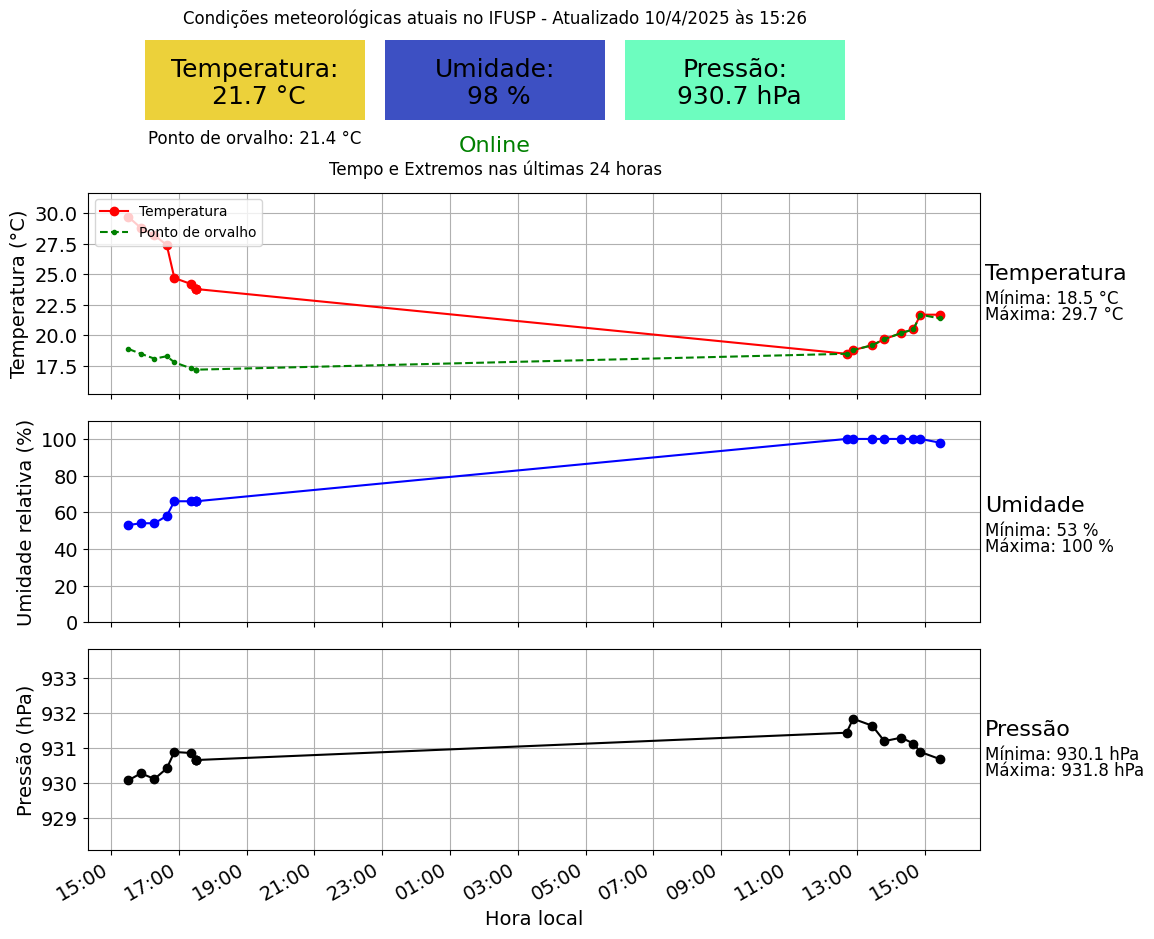 Condições meteorológicas atuais no IFUSP - Atualizado 10/4/2025 às 15:26
Temperatura:
21.7 °C
Umidade:
98 %
Pressão:
930.7 hPa
Ponto de orvalho: 21.4 °C
Online
Tempo e Extremos nas últimas 24 horas
Temperatura (°C)
30.0
27.5
25.0
22.5
20.0
17.5
Temperatura
Ponto de orvalho
Temperatura
Mínima: 18.5 °C
Máxima: 29.7 °C
Umidade relativa (%)
100
80
60
40
20
0
Umidade
Mínima: 53 %
Máxima: 100 %
Pressão (hPa)
933
932
931
930
929
Pressão
Mínima: 930.1 hPa
Máxima: 931.8 hPa
15:00
17:00
19:00
21:00
23:00
01:00
03:00
05:00
07:00
09:00
11:00
13:00
15:00
Hora local